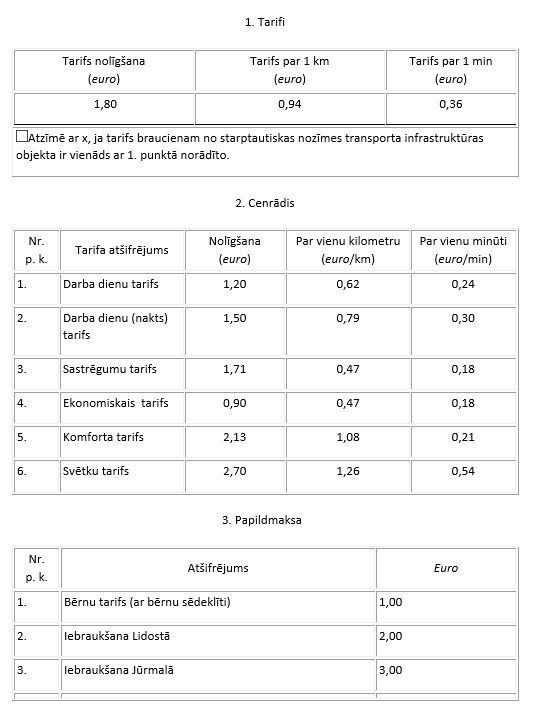 1. Tarifi
Tarifs nolīgšana Tarifs par 1 km Tarifs par 1 min
(euro) (euro) (euro)
1,80 0,94 0,36
Atzīmē ar x, ja tarifs braucienam no starptautiskas nozīmes transporta infrastruktūras
objekta ir vienāds ar 1. punktā norādīto.
2. Cenrādis
Nr. Nolīgšana Par vienu kilometru Par vienu minūti
p. k. Tarifa atšifrējums (euro) (euro/km) (euro/min)
1. Darba dienu tarifs 1,20 0,62 0,24
2. Darba dienu (nakts) 1,50 0,79 0,30
tarifs
3. Sastrēgumu tarifs 1,71 0,47 0,18
4. Ekonomiskais tarifs 0,90 0,47 0,18
5. Komforta tarifs 2,13 1,08 0,21
6. Svētku tarifs 2,70 1,26 0,54
3. Papildmaksa
Nr.
p. k. Atšifrējums Euro
1. Bērnu tarifs (ar bērnu sēdeklīti) 1,00
2. Iebraukšana Lidostā 2,00
3. Iebraukšana Jūrmalā 3,00